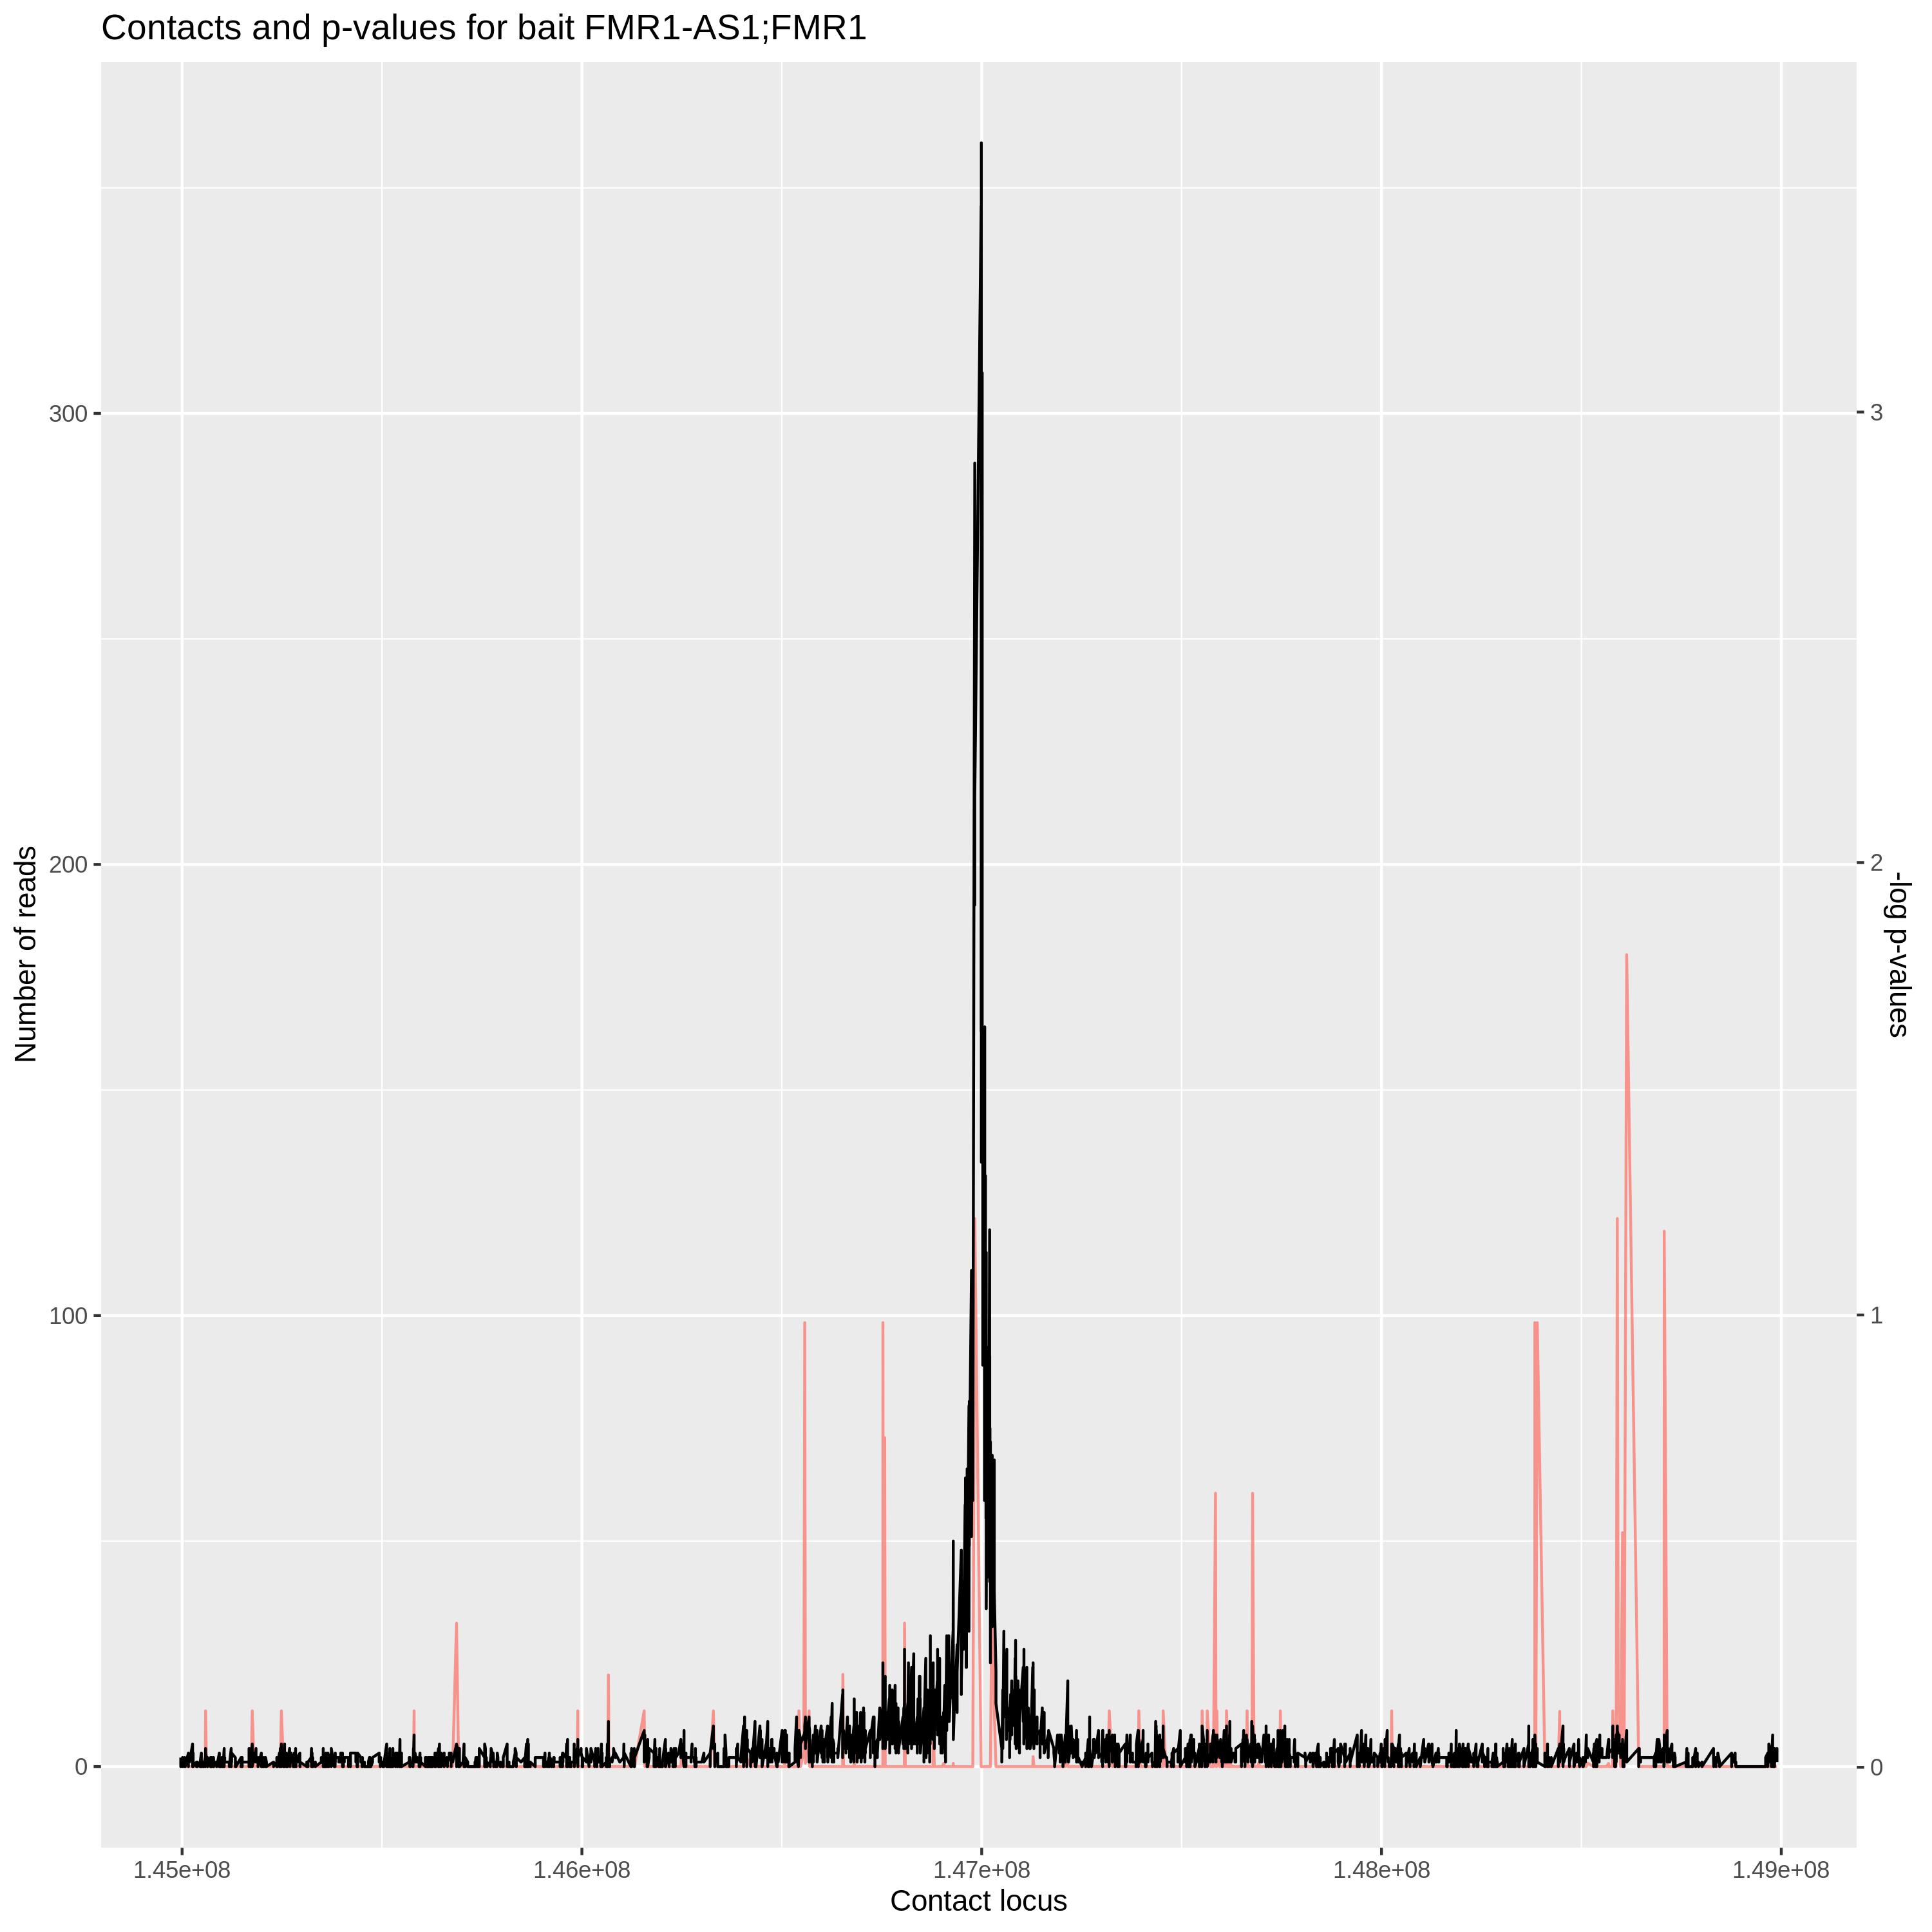 Contacts and p-values for bait FMR1-AS1;FMR1
Number of reads
300
200
100
0
3
2
1
0
-log p-values
1.45e+08
1.46e+08
1.47e+08
1.48e+08
1.49e+08
Contact locus